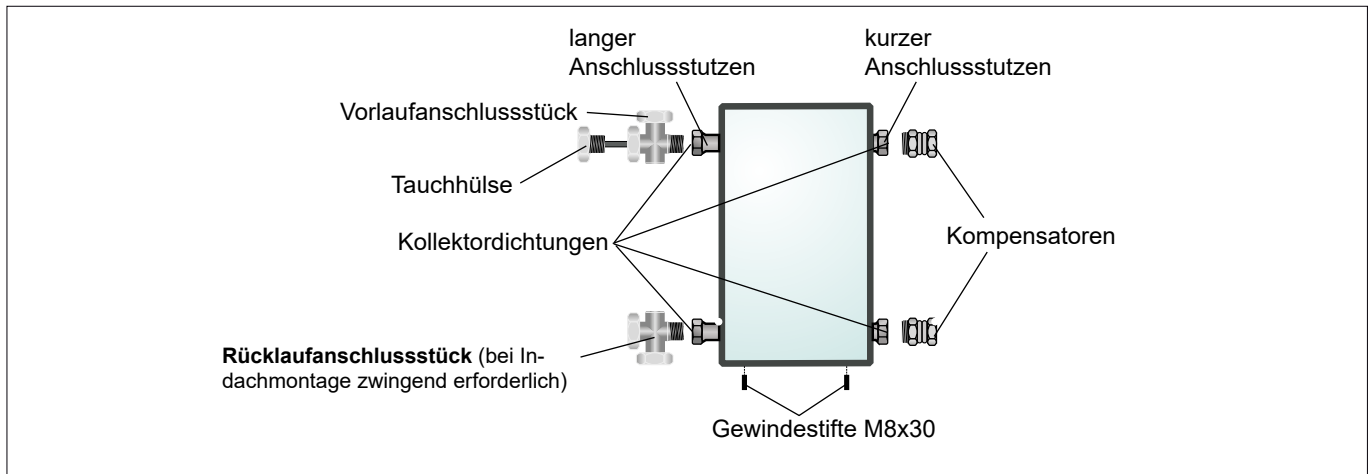 langer
Anschlussstutzen
kurzer
Anschlussstutzen
Vorlaufanschlussstück
Tauchhülse
Kollektordichtungen
Kompensatoren
Rücklaufanschlussstück (bei In-
dachmontage zwingend erforderlich)
Gewindestifte M8x30